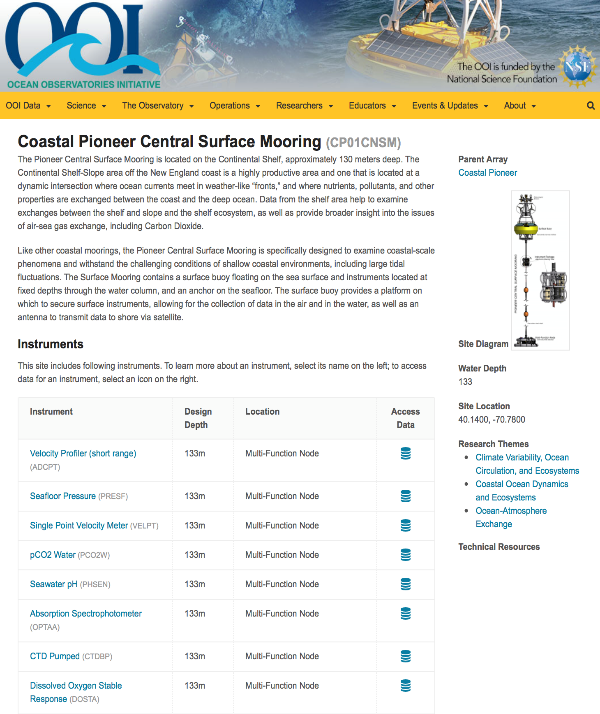 OOI
OCEAN OBSERVATORIES INITIATIVE
The OOI is funded by the
National Science Foundation
NSF
OOI Data Science The Observatory Operations Researchers Educators Events & Updates About
Coastal Pioneer Central Surface Mooring (CP01CNSM)
The Pioneer Central Surface Mooring is located on the Continental Shelf, approximately 130 meters deep. The
Continental Shelf-Slope area off the New England coast is a highly productive area and one that is located at a
dynamic intersection where ocean currents meet in weather-like "fronts," and where nutrients, pollutants, and other
properties are exchanged between the coast and the deep ocean. Data from the shelf area help to examine
exchanges between the shelf and slope and the shelf ecosystem, as well as provide broader insight into the issues
of air-sea gas exchange, including Carbon Dioxide.
Like other coastal moorings, the Pioneer Central Surface Mooring is specifically designed to examine coastal-scale
phenomena and withstand the challenging conditions of shallow coastal environments, including large tidal
fluctuations. The Surface Mooring contains a surface buoy floating on the sea surface and instruments located at
fixed depths through the water column, and an anchor on the seafloor. The surface buoy provides a platform on
which to secure surface instruments, allowing for the collection of data in the air and in the water, as well as an
antenna to transmit data to shore via satellite.
Instruments
This site includes following instruments. To learn more about an instrument, select its name on the left; to access
data for an instrument, select an icon on the right.
Instrument Design Depth Location Access Data
Velocity Profiler (short range) (ADCPT) 133m Multi-Function Node
Seafloor Pressure (PRESF) 133m Multi-Function Node
Single Point Velocity Meter (VELPT) 133m Multi-Function Node
pCO2 Water (PCO2W) 133m Multi-Function Node
Seawater pH (PHSEN) 133m Multi-Function Node
Absorption Spectrophotometer (OPTAA) 133m Multi-Function Node
CTD Pumped (CTDBP) 133m Multi-Function Node
Dissolved Oxygen Stable Response (DOSTA) 133m Multi-Function Node
Parent Array
Coastal Pioneer
Site Diagram
Water Depth
133
Site Location
40.1400, -70.7800
Research Themes
Climate Variability, Ocean
Circulation, and Ecosystems
Coastal Ocean Dynamics
and Ecosystems
Ocean-Atmosphere
Exchange
Technical Resources